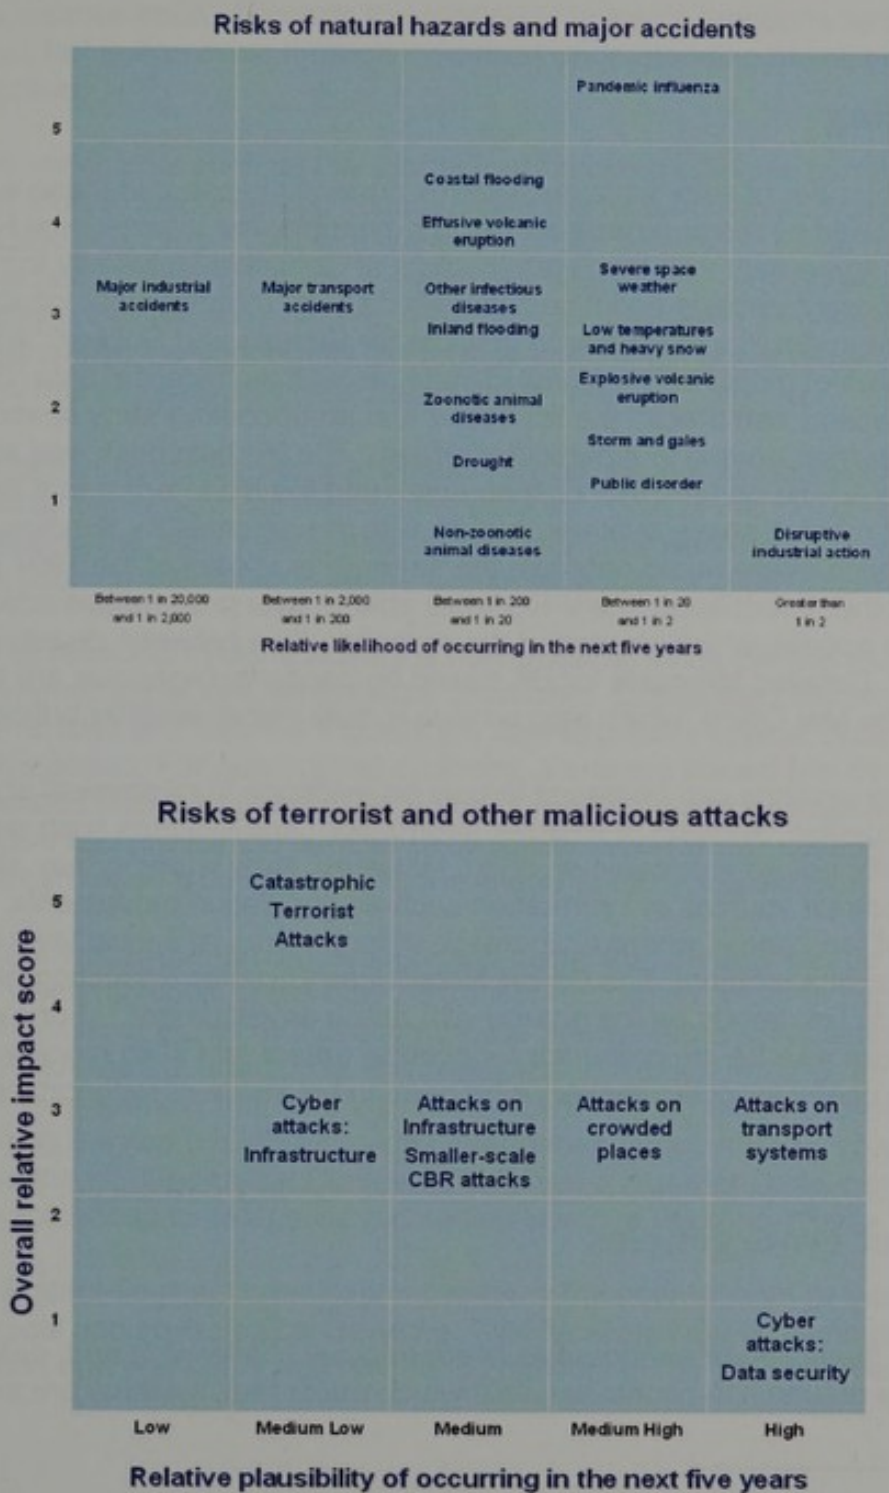 Risks of natural hazards and major accidents
5
4
3
2
1
Pandemic influenza
Coastal flooding
Effusive volcanic
eruption
Major industrial
accidents
Major transport
accidents
Other infectious
diseases
Inland flooding
Severe space
weather
Low temperatures
and heavy snow
Zoonotic animal
diseases
Drought
Explosive volcanic
eruption
Storm and gales
Public disorder
Non-zoonotic
animal diseases
Disruptive
industrial action
Between 1 in 20,000
and 1 in 2,000
Between 1 in 2,000
and 1 in 200
Between 1 in 200
and 1 in 20
Between 1 in 20
and 1 in 2
Greater than
1 in 2
Relative likelihood of occurring in the next five years
Risks of terrorist and other malicious attacks
Overall relative impact score
5
4
3
2
1
Catastrophic
Terrorist
Attacks
Cyber
attacks:
Infrastructure
Attacks on
Infrastructure
Smaller-scale
CBR attacks
Attacks on
crowded
places
Attacks on
transport
systems
Cyber
attacks:
Data security
Low
Medium Low
Medium
Medium High
High
Relative plausibility of occurring in the next five years